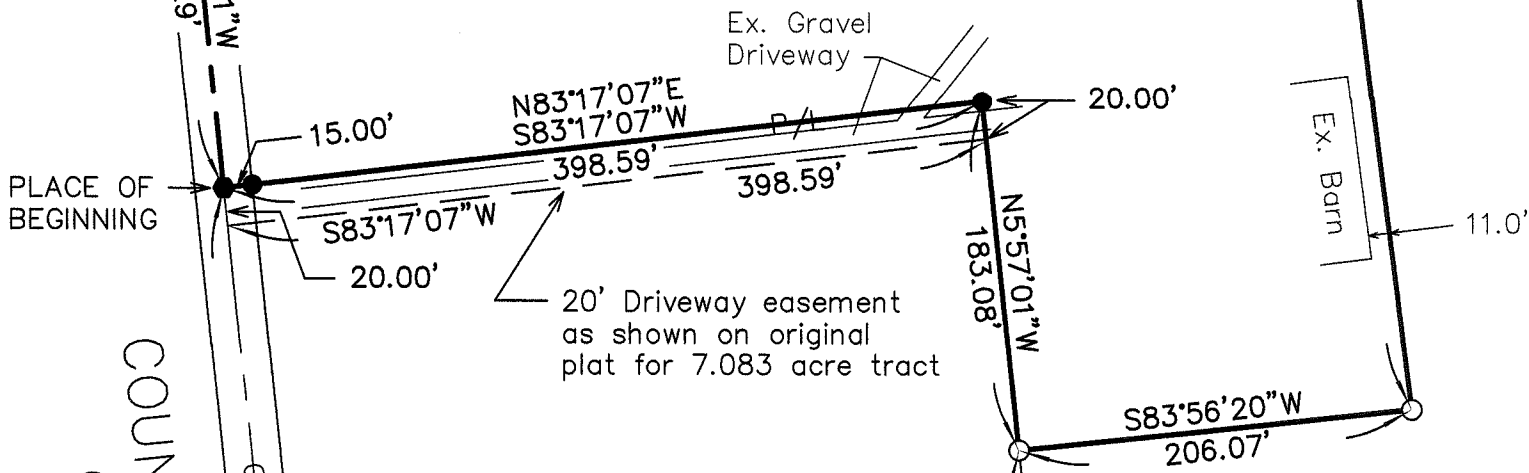 1"W
.9'
Ex. Gravel
Driveway
N83°17'07"E
S83°17'07"W
P/L
20.00'
15.00'
398.59'
398.59'
PLACE OF
BEGINNING
S83°17'07"W
20.00'
20' Driveway easement
as shown on original
plat for 7.083 acre tract
N5°57'01"W
183.08'
Ex. Barn
11.0'
S83°56'20"W
206.07'
COUN